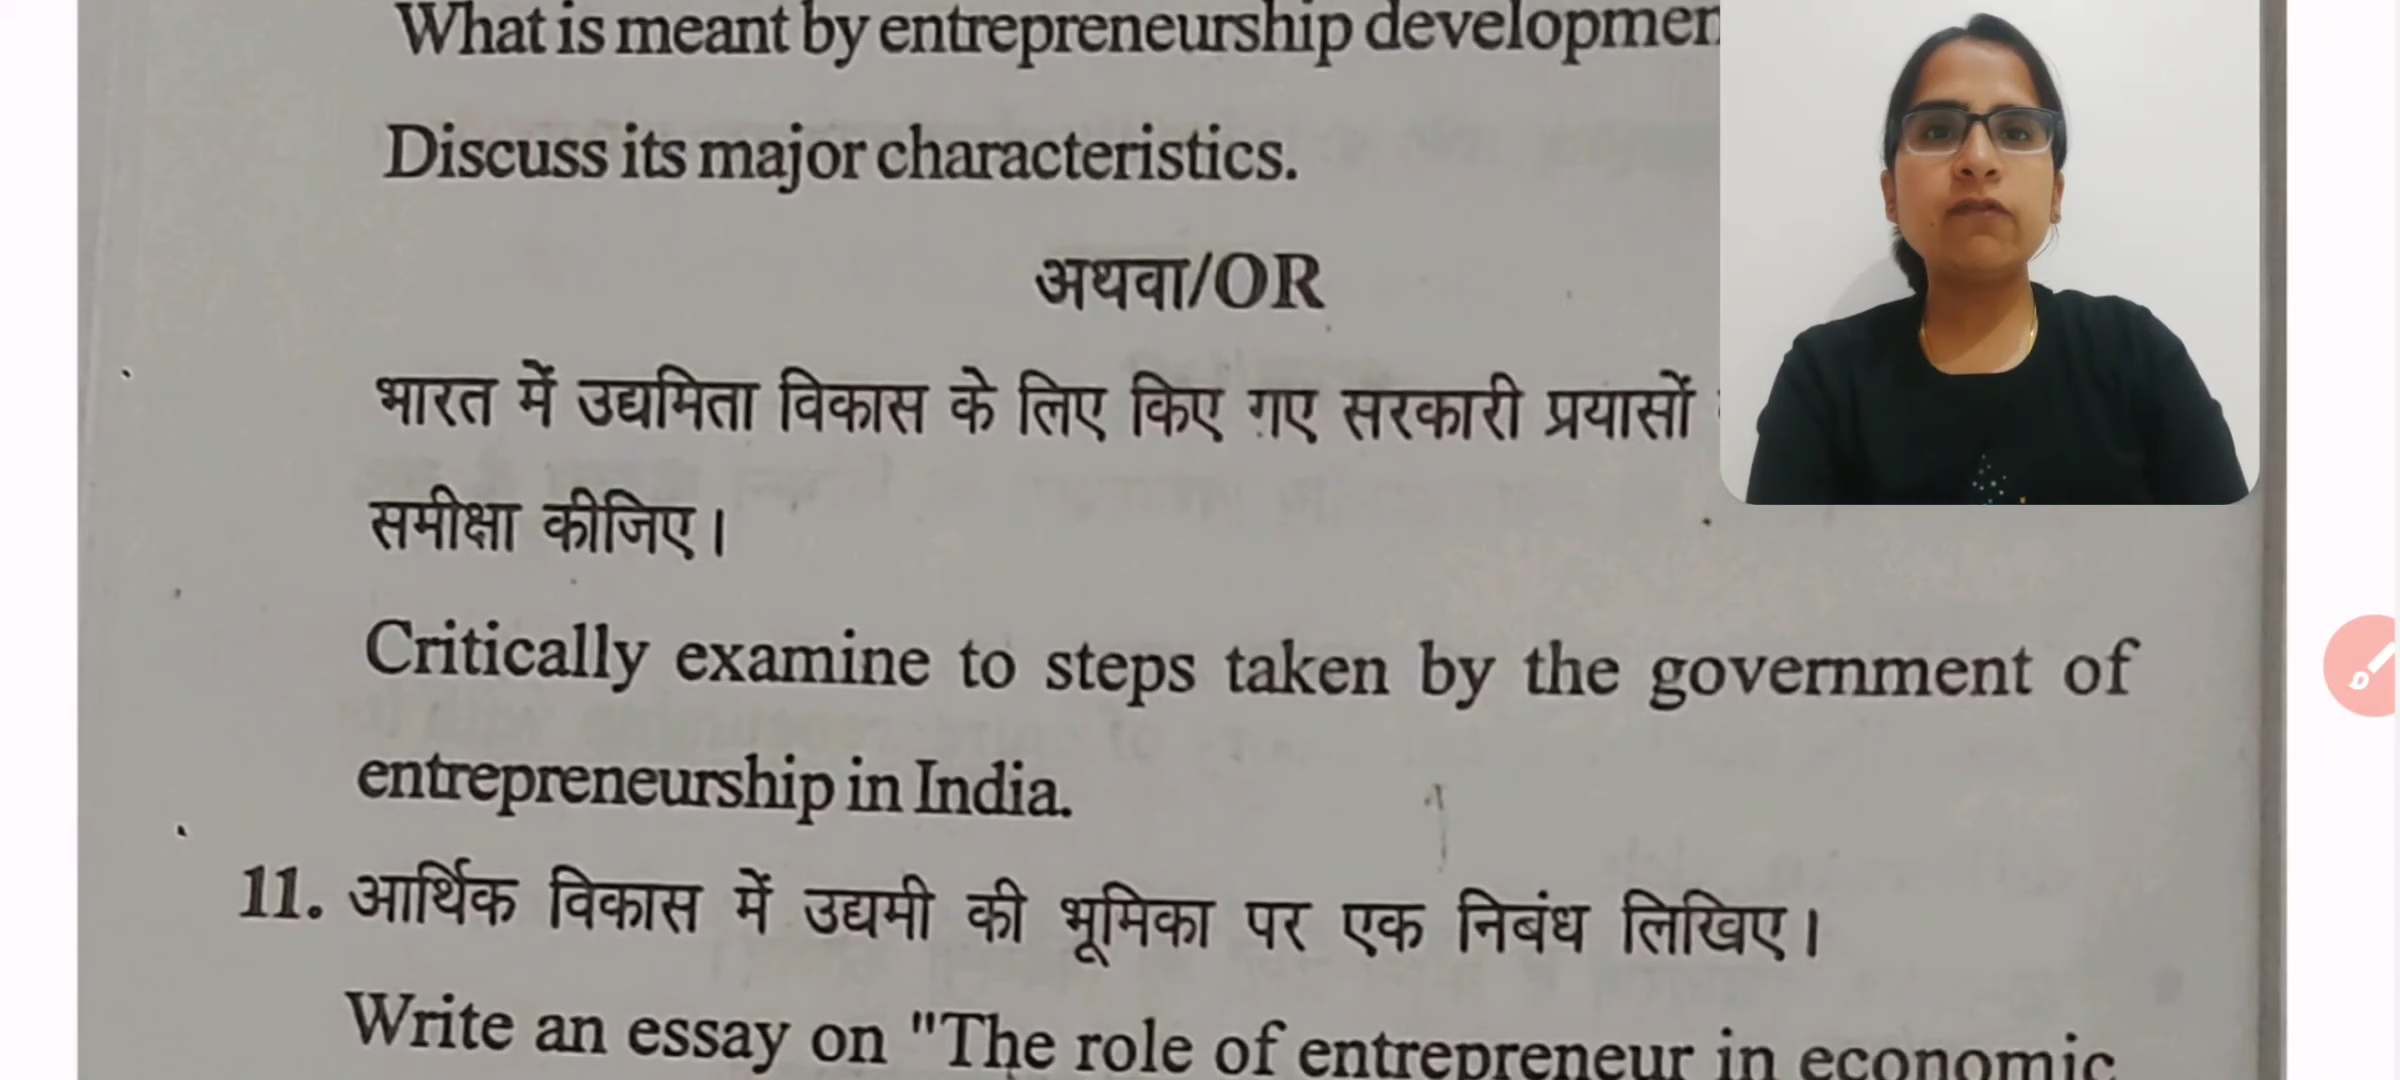 What is meant by entrepreneurship
Discuss its major characteristics.
अथवा/OR
भारत में उद्यमिता विकास के लिए किए गए सरकारी प्रयासों
समीक्षा कीजिए।
Critically examine to steps taken by the government of
entrepreneurship in India.
11. आर्थिक विकास में उद्यमी की भूमिका पर एक निबंध लिखिए।
Write an essay on "The role of entrepreneur in economic